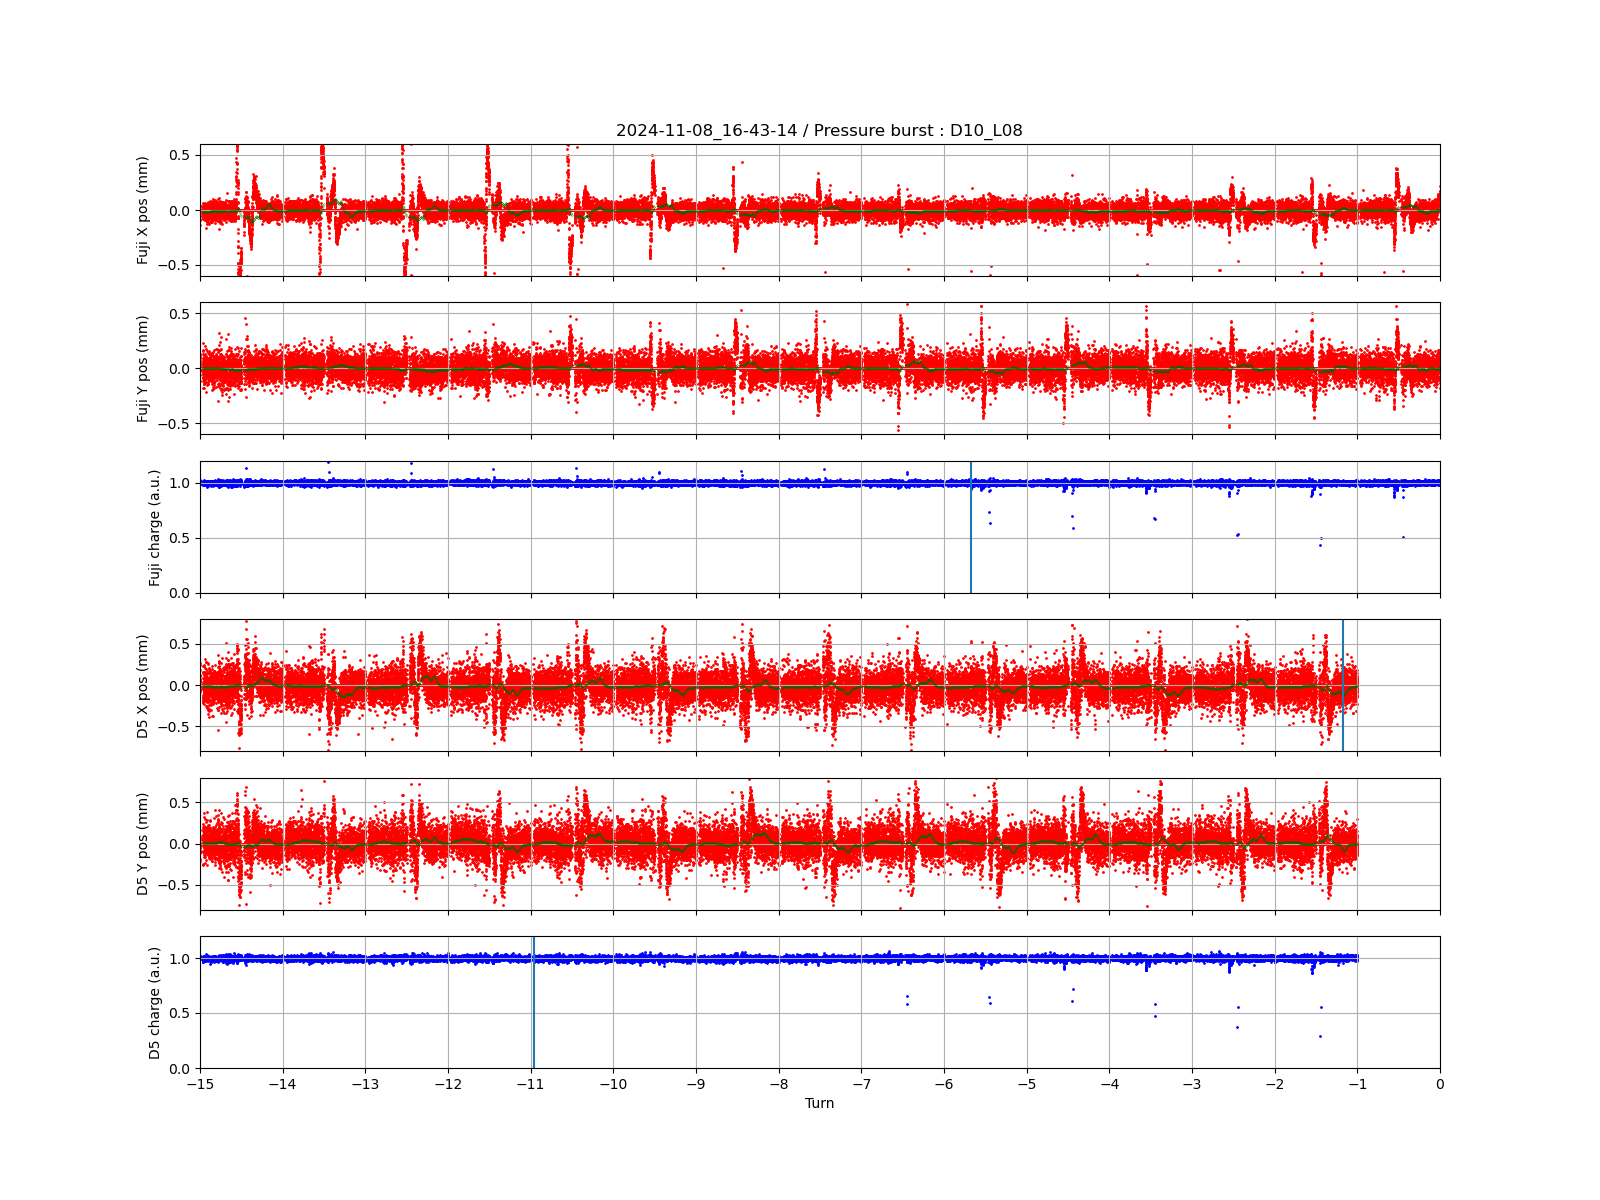 2024-11-08_16-43-14 / Pressure burst : D10_L08
Fuji X pos (mm)
0.5
0.0
−0.5
Fuji Y pos (mm)
0.5
0.0
−0.5
Fuji charge (a.u.)
1.0
0.5
0.0
D5 X pos (mm)
0.5
0.0
−0.5
D5 Y pos (mm)
0.5
0.0
−0.5
D5 charge (a.u.)
1.0
0.5
0.0
−15 −14 −13 −12 −11 −10 −9 −8 −7 −6 −5 −4 −3 −2 −1 0
Turn